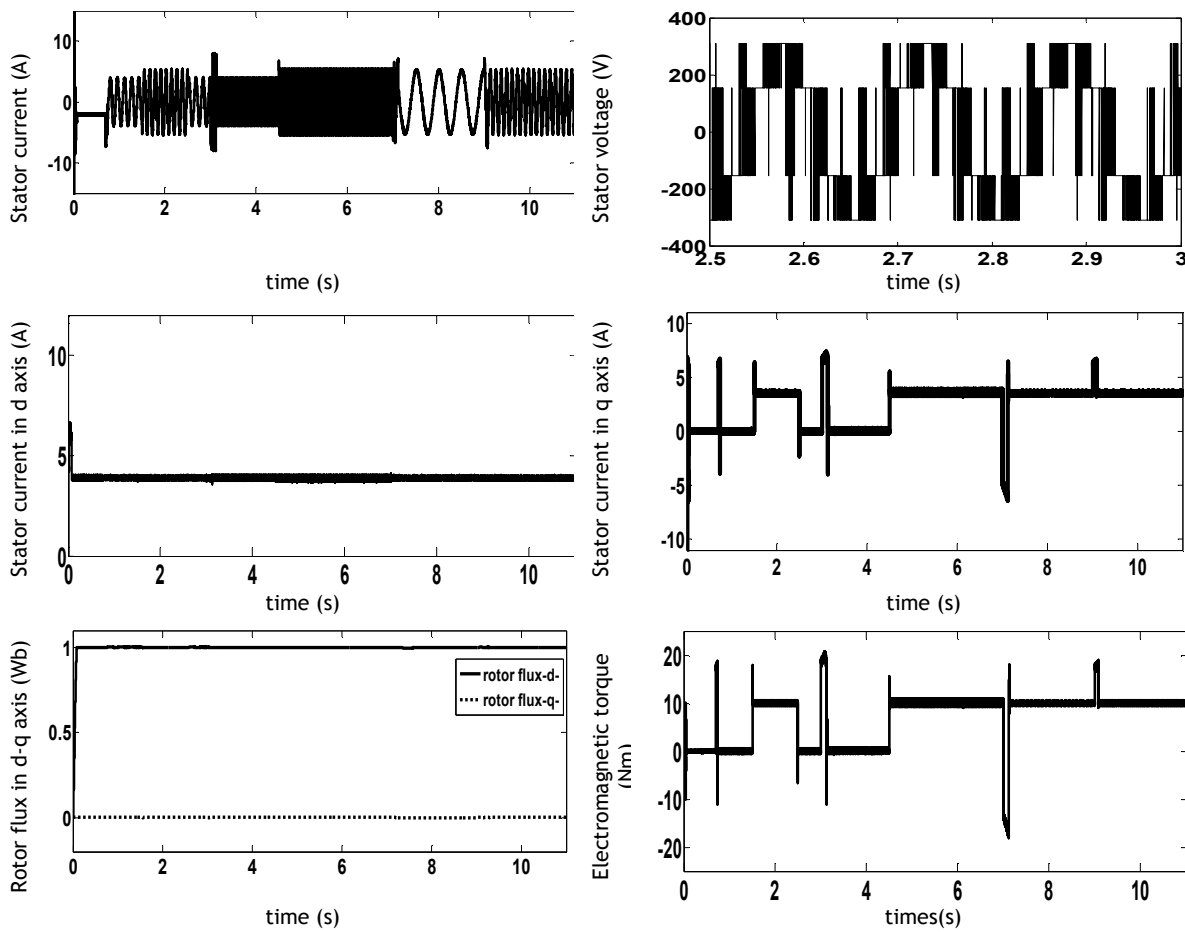 Stator current (A)
10
0
-10
0 2 4 6 8 10
time (s)
Stator voltage (V)
400
200
0
-200
-400
2.5 2.6 2.7 2.8 2.9 3
time (s)
Stator current in d axis (A)
10
5
0
0 2 4 6 8 10
time (s)
Stator current in q axis (A)
10
5
0
-5
-10
0 2 4 6 8 10
time (s)
Rotor flux in d-q axis (Wb)
1
0.5
0
0 2 4 6 8 10
rotor flux-d-
rotor flux-q-
time (s)
Electromagnetic torque
(Nm)
20
10
0
-10
-20
0 2 4 6 8 10
times(s)